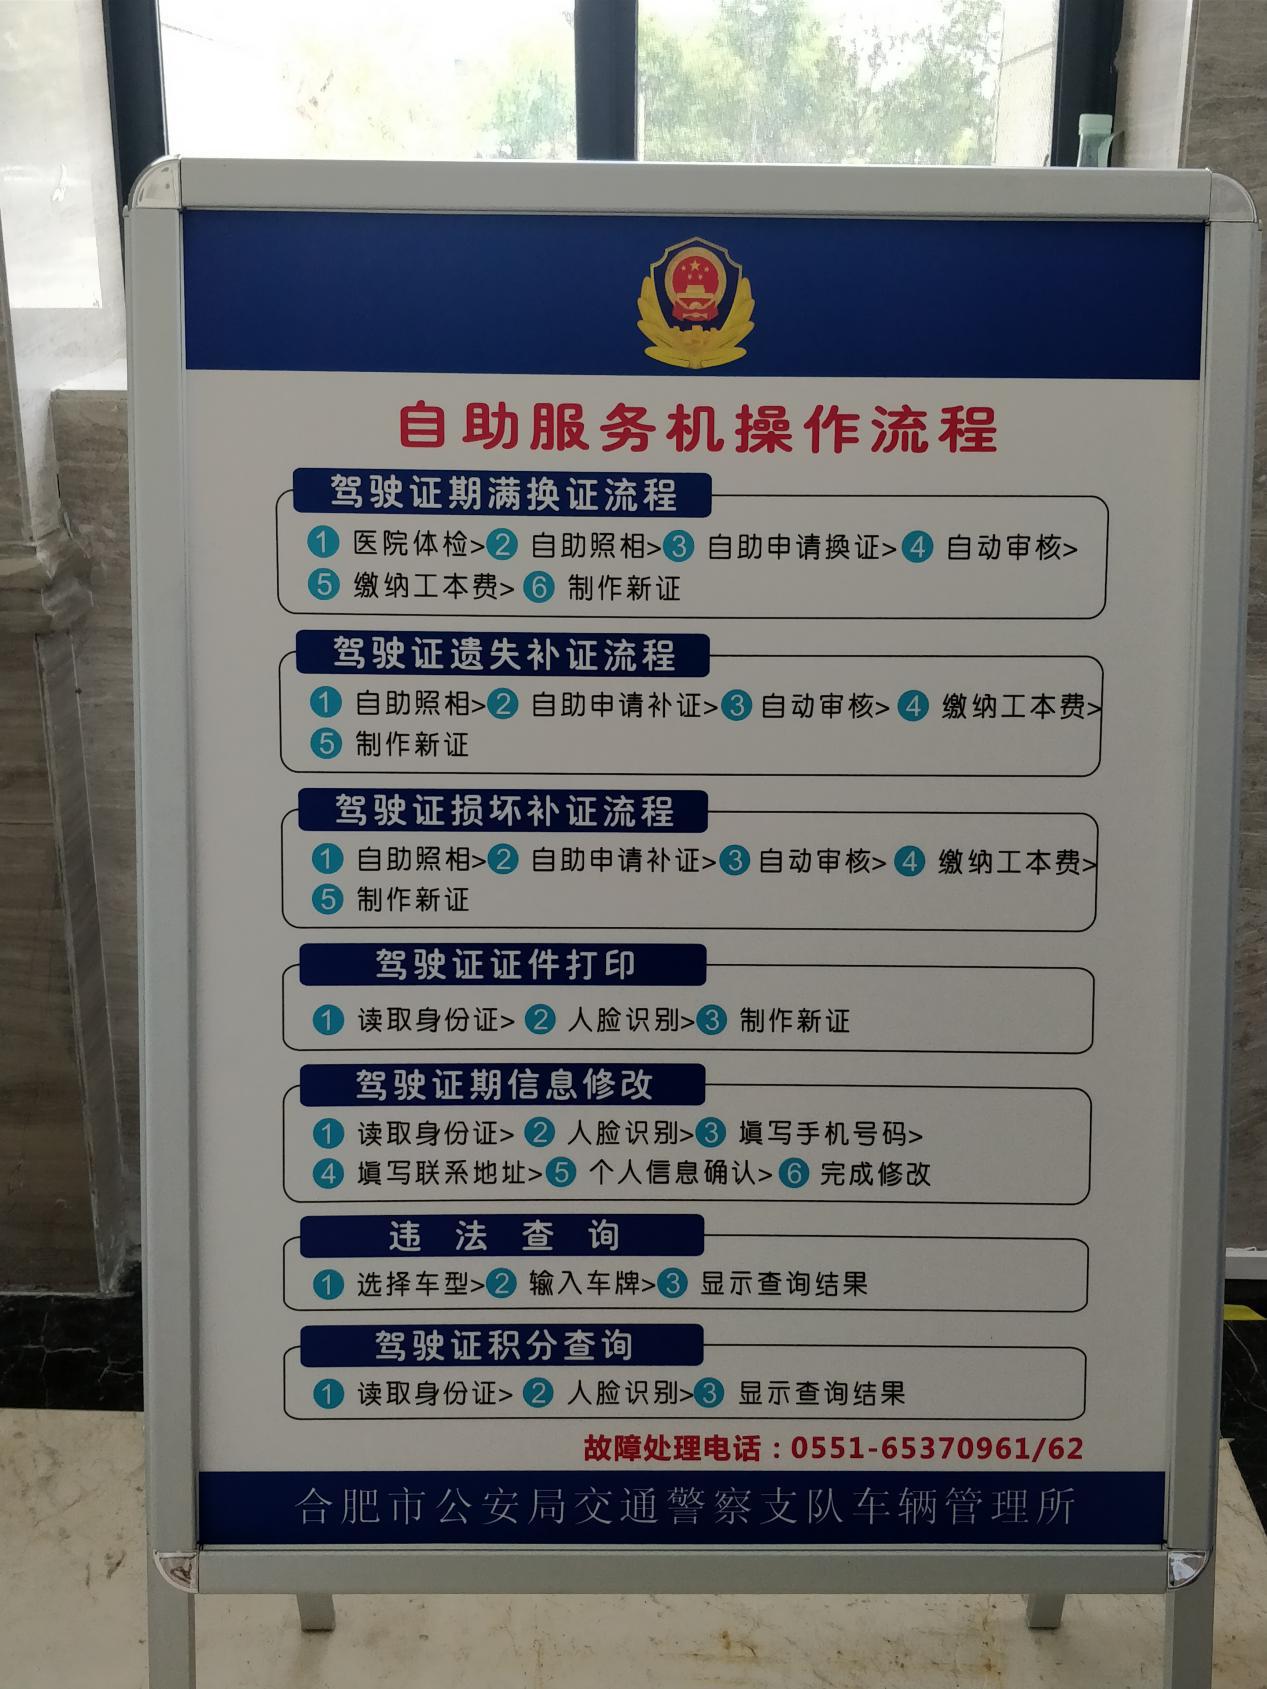 自助服务机操作流程
驾驶证期满换证流程
1 医院体检>2 自助照相>3 自助申请换证>4 自动审核>
5 缴纳工本费>6 制作新证
驾驶证遗失补证流程
1 自助照相>2 自助申请补证>3 自动审核>4 缴纳工本费>
5 制作新证
驾驶证损坏补证流程
1 自助照相>2 自助申请补证>3 自动审核>4 缴纳工本费>
5 制作新证
驾驶证证件打印
1 读取身份证>2 人脸识别>3 制作新证
驾驶证期信息修改
1 读取身份证>2 人脸识别>3 填写手机号码>
4 填写联系地址>5 个人信息确认>6 完成修改
违法查询
1 选择车型>2 输入车牌>3 显示查询结果
驾驶证积分查询
1 读取身份证>2 人脸识别>3 显示查询结果
故障处理电话：0551-65370961/62
合肥市公安局交通警察支队车辆管理所